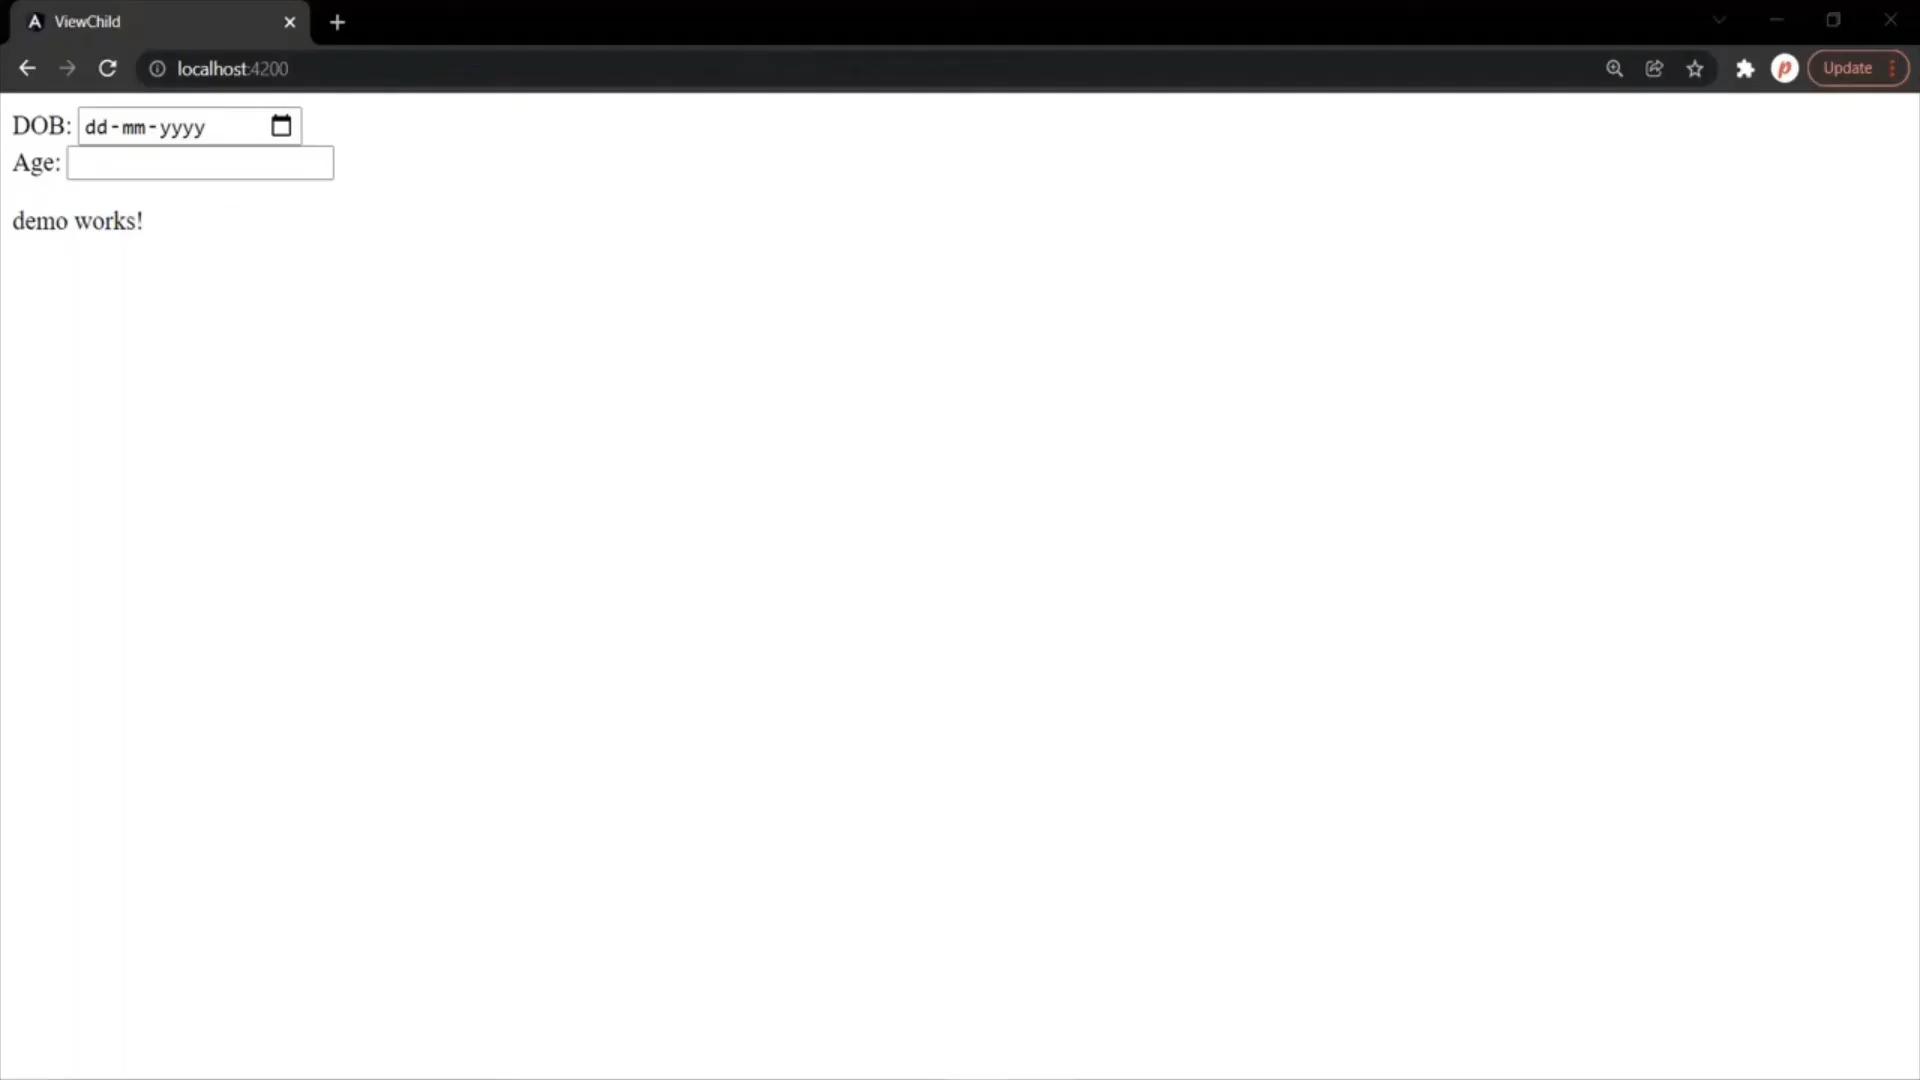 ViewChild
localhost:4200
Update
DOB: dd-mm-yyyy
Age:
demo works!